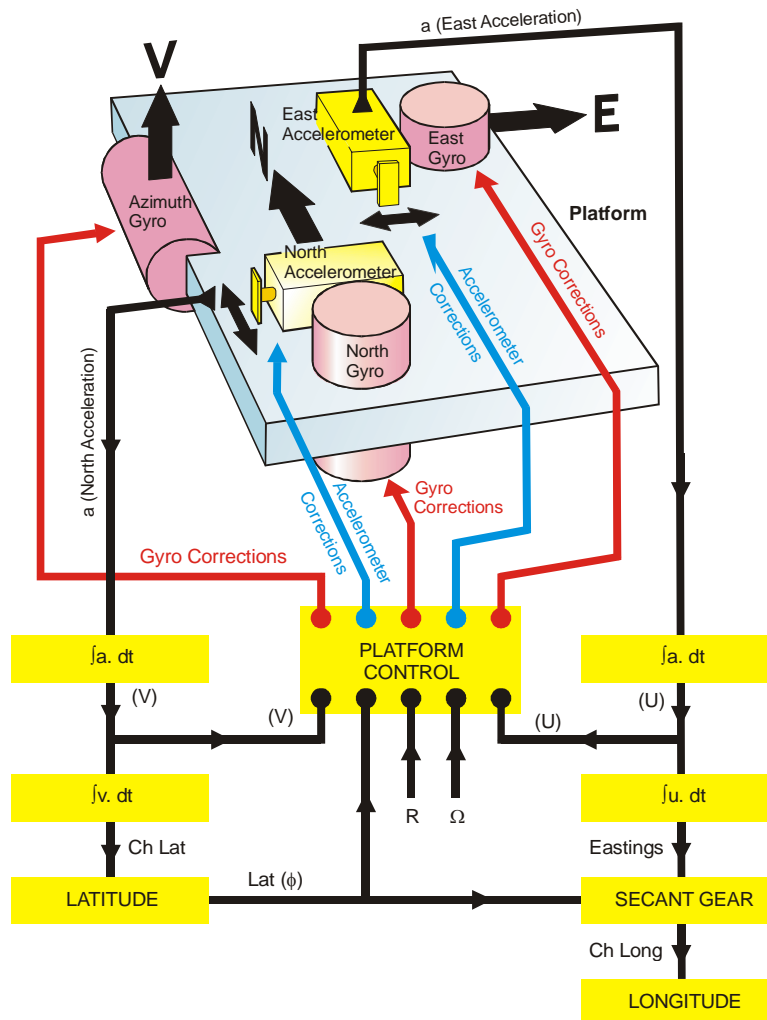 a (East Acceleration)
V
N
E
East
Accelerometer
East
Gyro
Azimuth
Gyro
Platform
North
Accelerometer
North
Gyro
Gyro Corrections
Accelerometer
Corrections
a (North Acceleration)
Accelerometer
Corrections
Gyro
Corrections
Gyro Corrections
∫a. dt
PLATFORM
CONTROL
∫a. dt
(V)
(V)
(U)
(U)
∫v. dt
R
Ω
∫u. dt
Ch Lat
Eastings
LATITUDE
Lat (ϕ)
SECANT GEAR
Ch Long
LONGITUDE